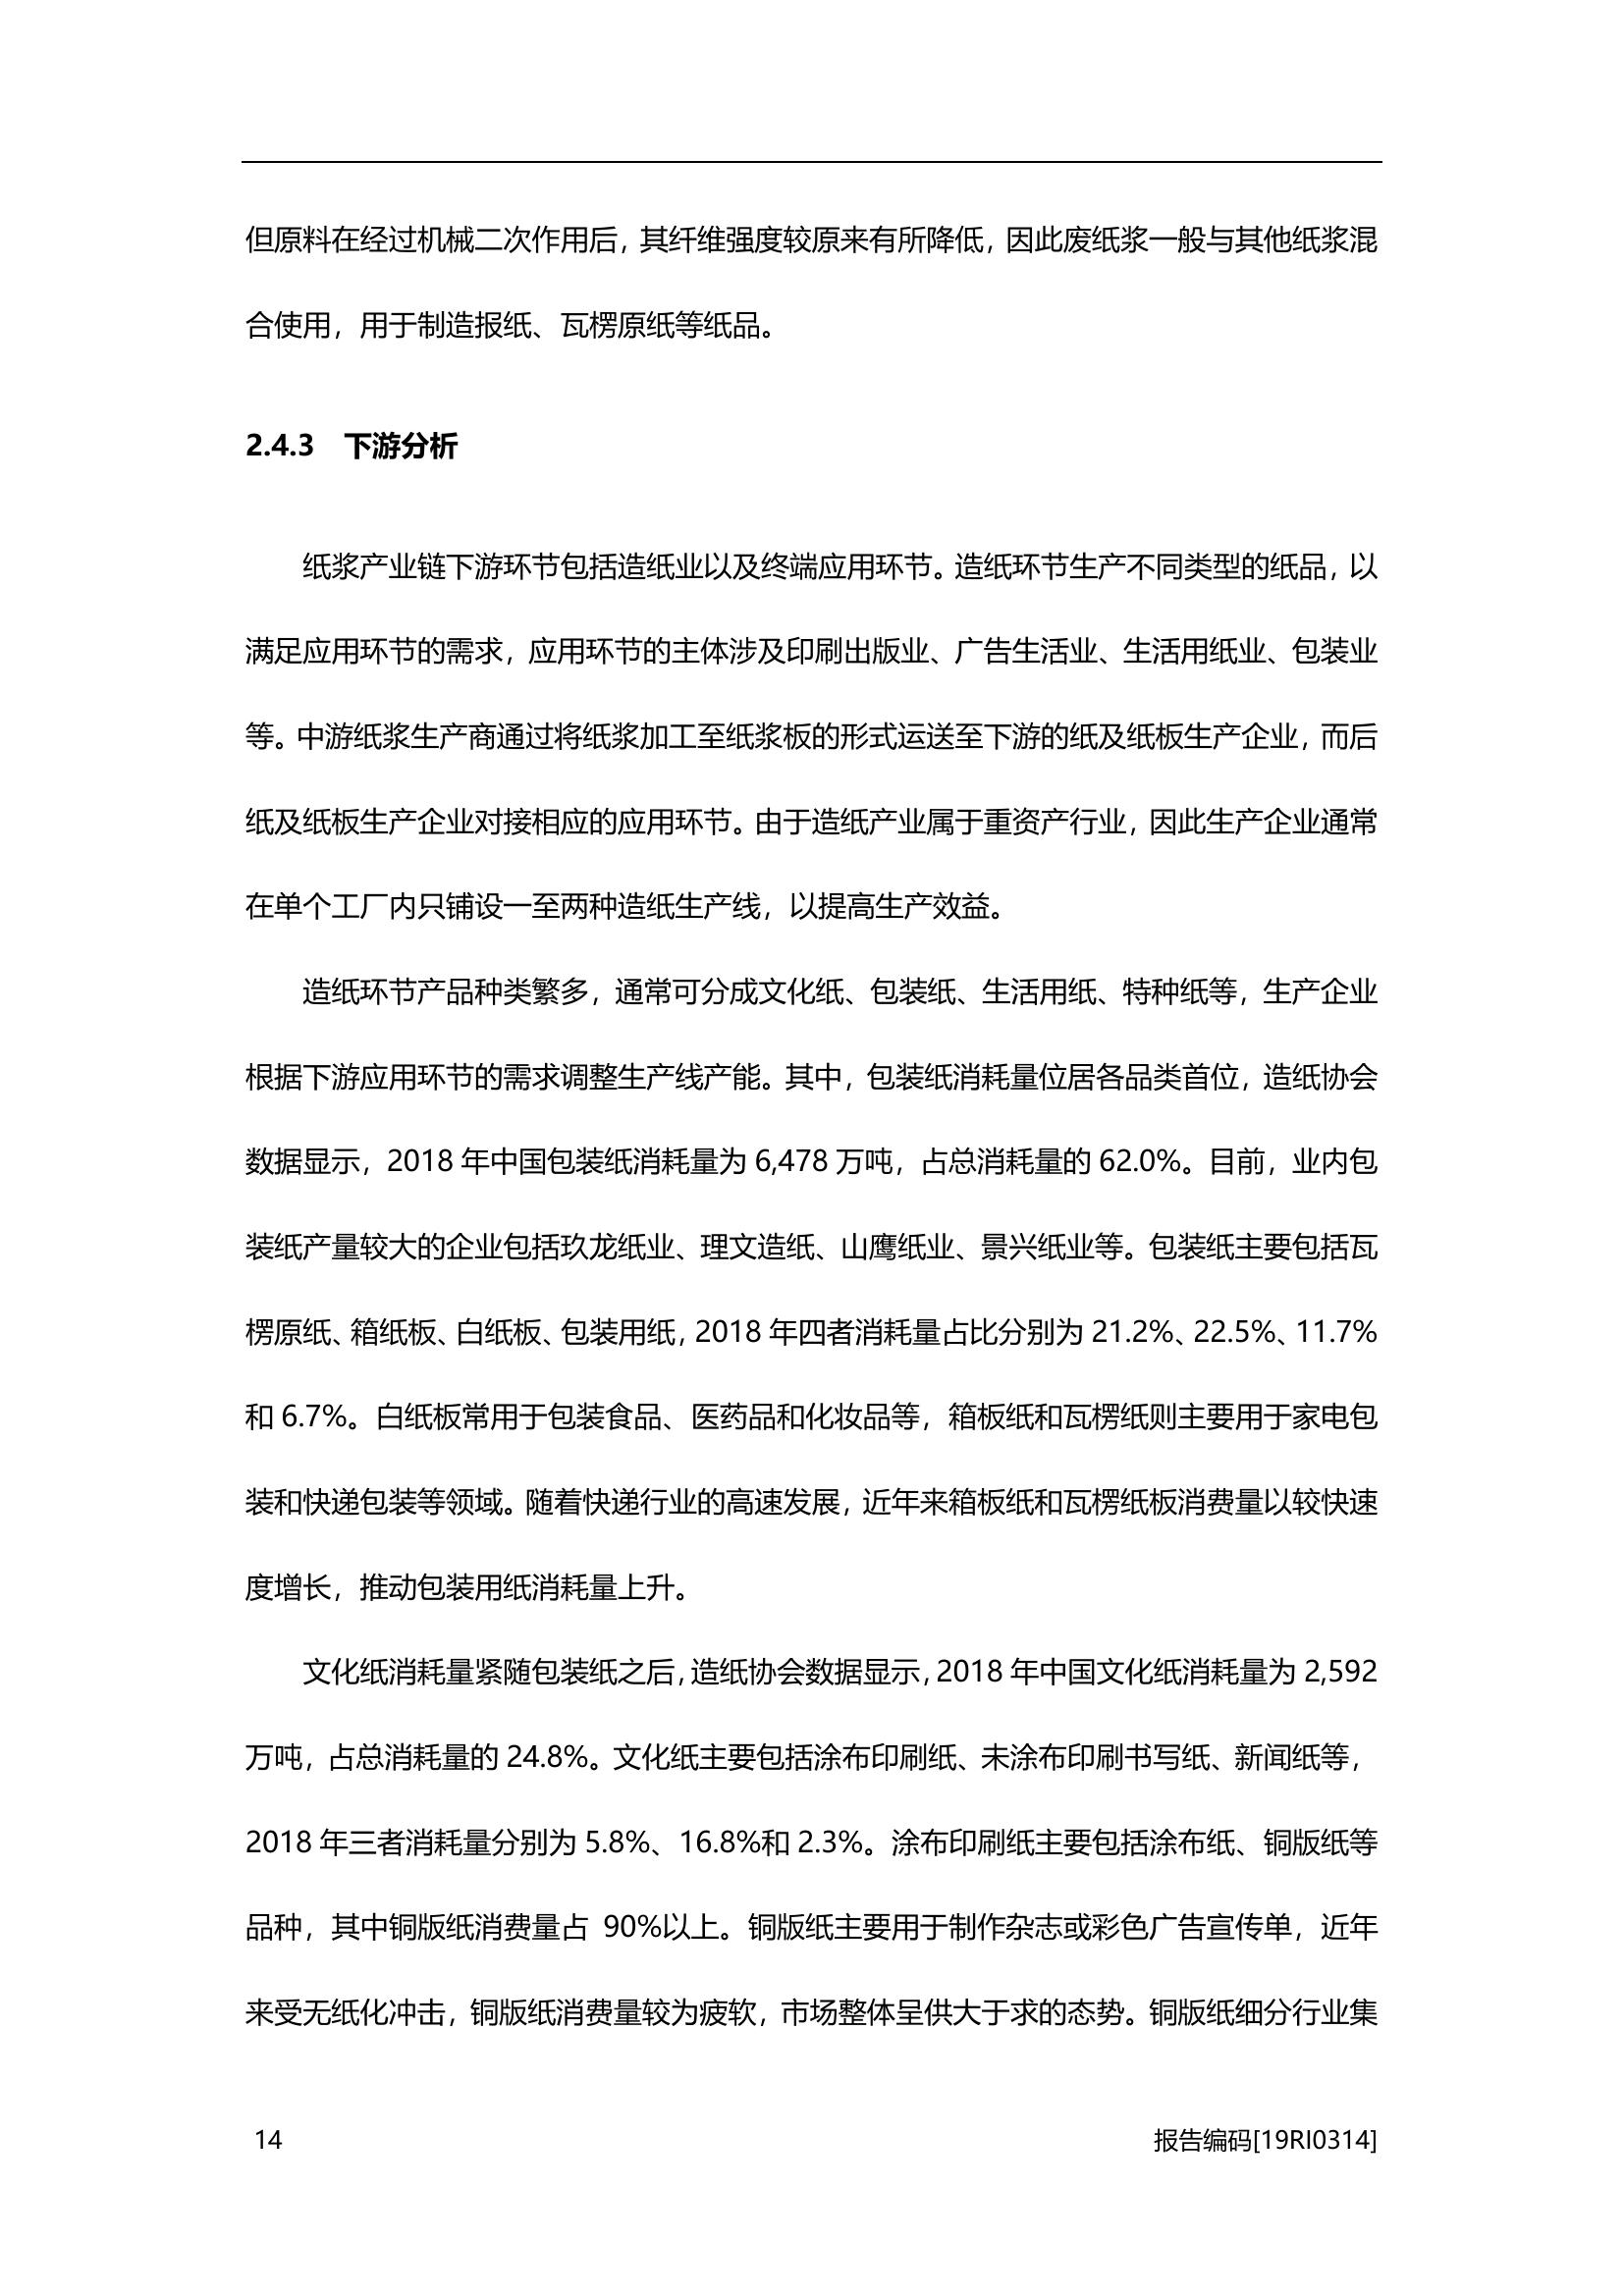 但原料在经过机械二次作用后，其纤维强度较原来有所降低，因此废纸浆一般与其他纸浆混
合使用，用于制造报纸、瓦楞原纸等纸品。
2.4.3 下游分析
纸浆产业链下游环节包括造纸业以及终端应用环节。造纸环节生产不同类型的纸品，以
满足应用环节的需求，应用环节的主体涉及印刷出版业、广告生活业、生活用纸业、包装业
等。中游纸浆生产商通过将纸浆加工至纸浆板的形式运送至下游的纸及纸板生产企业，而后
纸及纸板生产企业对接相应的应用环节。由于造纸产业属于重资产行业，因此生产企业通常
在单个工厂内只铺设一至两种造纸生产线，以提高生产效益。
造纸环节产品种类繁多，通常可分成文化纸、包装纸、生活用纸、特种纸等，生产企业
根据下游应用环节的需求调整生产线产能。其中，包装纸消耗量位居各品类首位，造纸协会
数据显示，2018 年中国包装纸消耗量为 6,478 万吨，占总消耗量的 62.0%。目前，业内包
装纸产量较大的企业包括玖龙纸业、理文造纸、山鹰纸业、景兴纸业等。包装纸主要包括瓦
楞原纸、箱纸板、白纸板、包装用纸，2018 年四者消耗量占比分别为 21.2%、22.5%、11.7%
和 6.7%。白纸板常用于包装食品、医药品和化妆品等，箱板纸和瓦楞纸则主要用于家电包
装和快递包装等领域。随着快递行业的高速发展，近年来箱板纸和瓦楞纸板消费量以较快速
度增长，推动包装用纸消耗量上升。
文化纸消耗量紧随包装纸之后，造纸协会数据显示，2018 年中国文化纸消耗量为 2,592
万吨，占总消耗量的 24.8%。文化纸主要包括涂布印刷纸、未涂布印刷书写纸、新闻纸等，
2018 年三者消耗量分别为 5.8%、16.8%和 2.3%。涂布印刷纸主要包括涂布纸、铜版纸等
品种，其中铜版纸消费量占 90%以上。铜版纸主要用于制作杂志或彩色广告宣传单，近年
来受无纸化冲击，铜版纸消费量较为疲软，市场整体呈供大于求的态势。铜版纸细分行业集
14 报告编码[19RI0314]